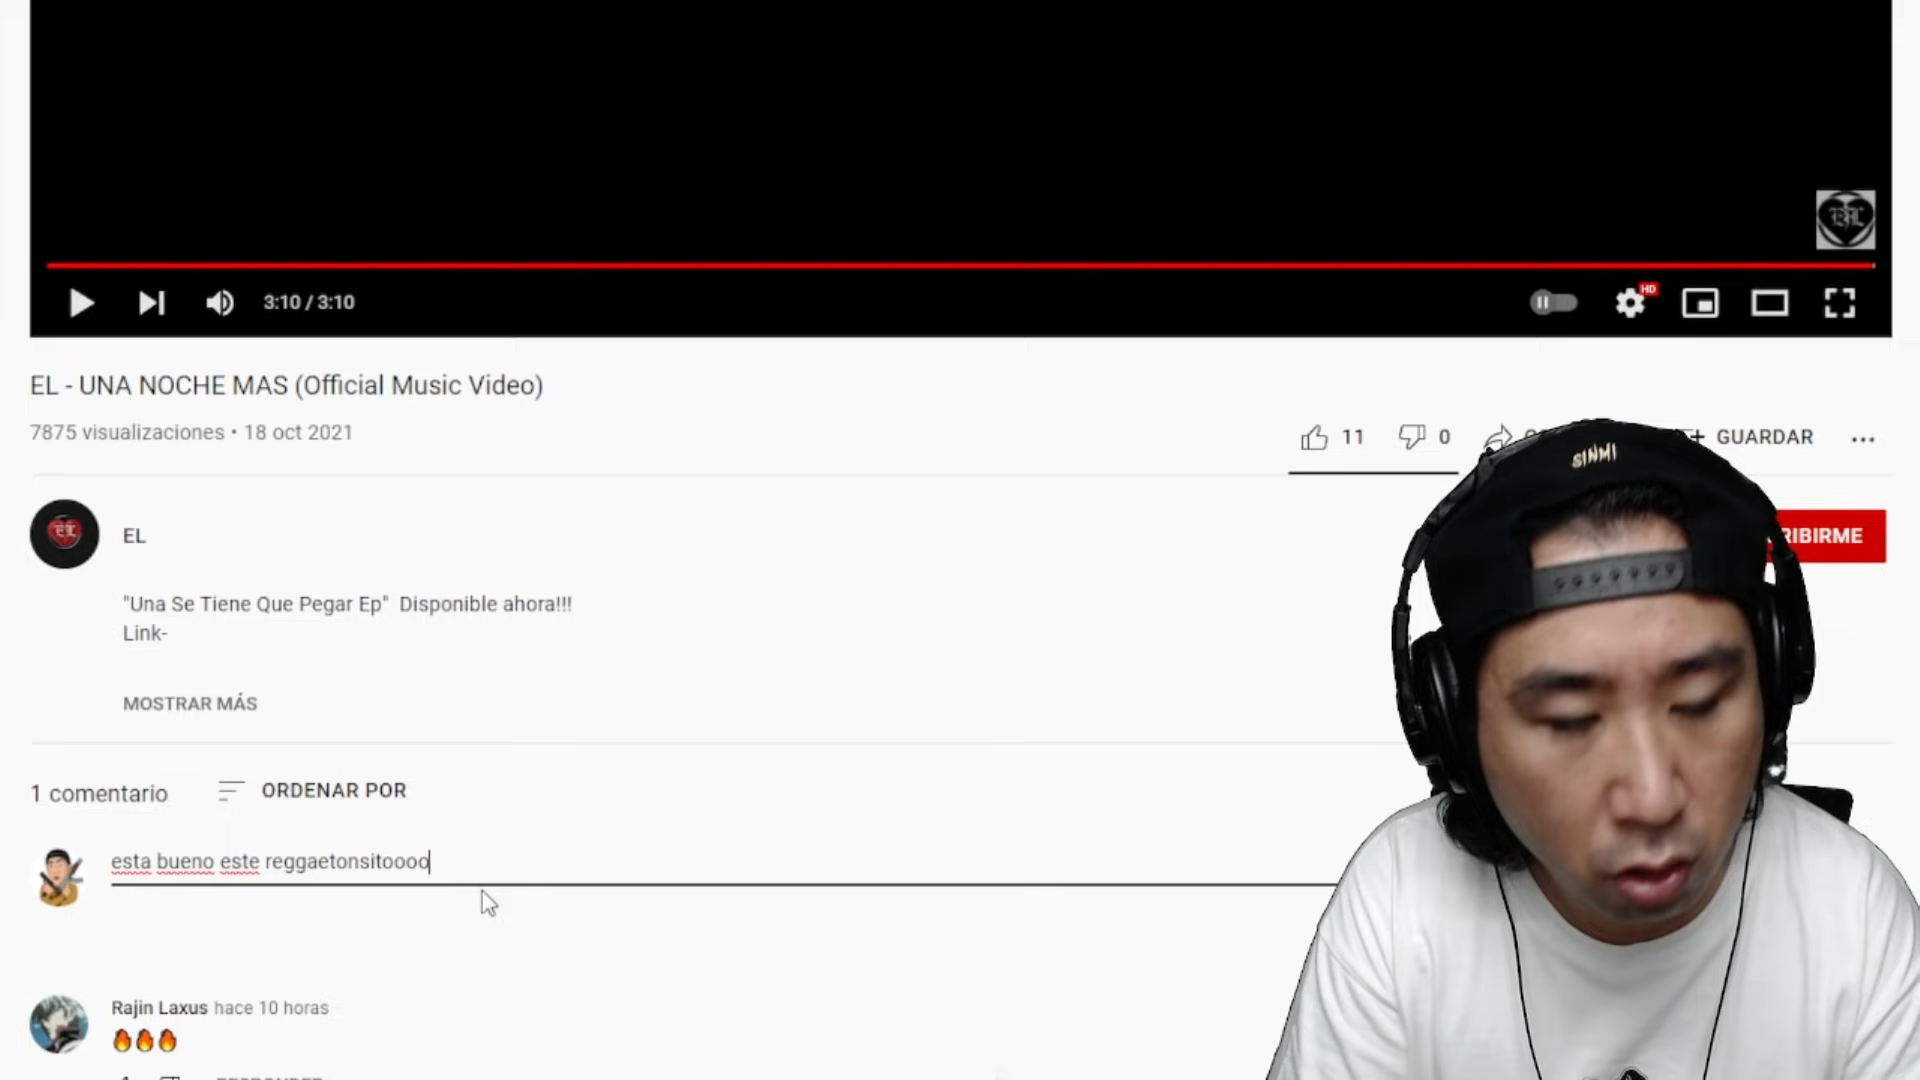 HD
3:10 / 3:10
EL - UNA NOCHE MAS (Official Music Video)
7875 visualizaciones • 18 oct 2021
11
0
GUARDAR
SINMI
EL
RIBIRME
"Una Se Tiene Que Pegar Ep"  Disponible ahora!!!
Link-
MOSTRAR MÁS
1 comentario
ORDENAR POR
esta bueno este reggaetonsitoooo
Rajin Laxus hace 10 horas
🔥🔥🔥